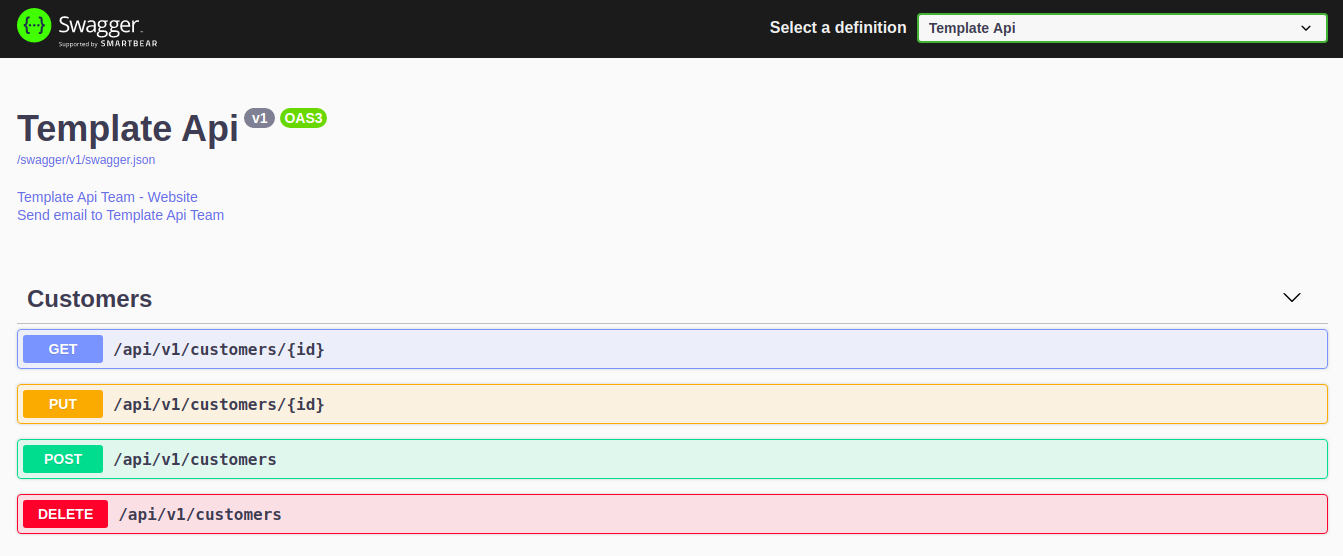 {...} Swagger™
Supported by SMARTBEAR
Select a definition
Template Api
Template Api v1 OAS3
/swagger/v1/swagger.json
Template Api Team - Website
Send email to Template Api Team
Customers
GET /api/v1/customers/{id}
PUT /api/v1/customers/{id}
POST /api/v1/customers
DELETE /api/v1/customers